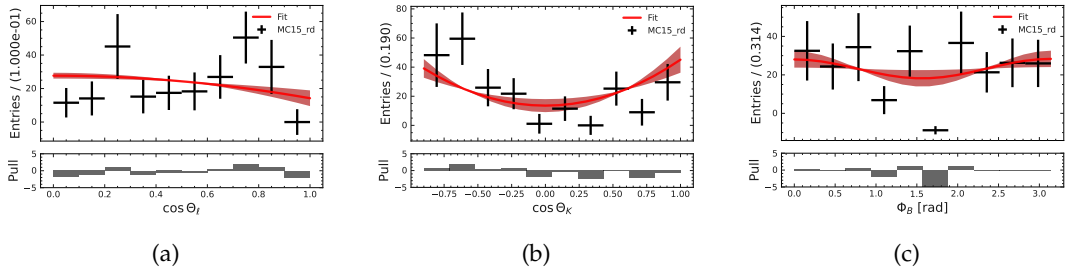 Entries / (1.000e-01)
60
40
20
0
Fit
MC15_rd
Pull
5
0
−5
0.0 0.2 0.4 0.6 0.8 1.0
cos Θℓ
(a)
Entries / (0.190)
80
60
40
20
0
Fit
MC15_rd
Pull
5
0
−5
−0.75 −0.50 −0.25 0.00 0.25 0.50 0.75 1.00
cos ΘK
(b)
Entries / (0.314)
60
40
20
0
Fit
MC15_rd
Pull
5
0
−5
0.0 0.5 1.0 1.5 2.0 2.5 3.0
ΦB [rad]
(c)